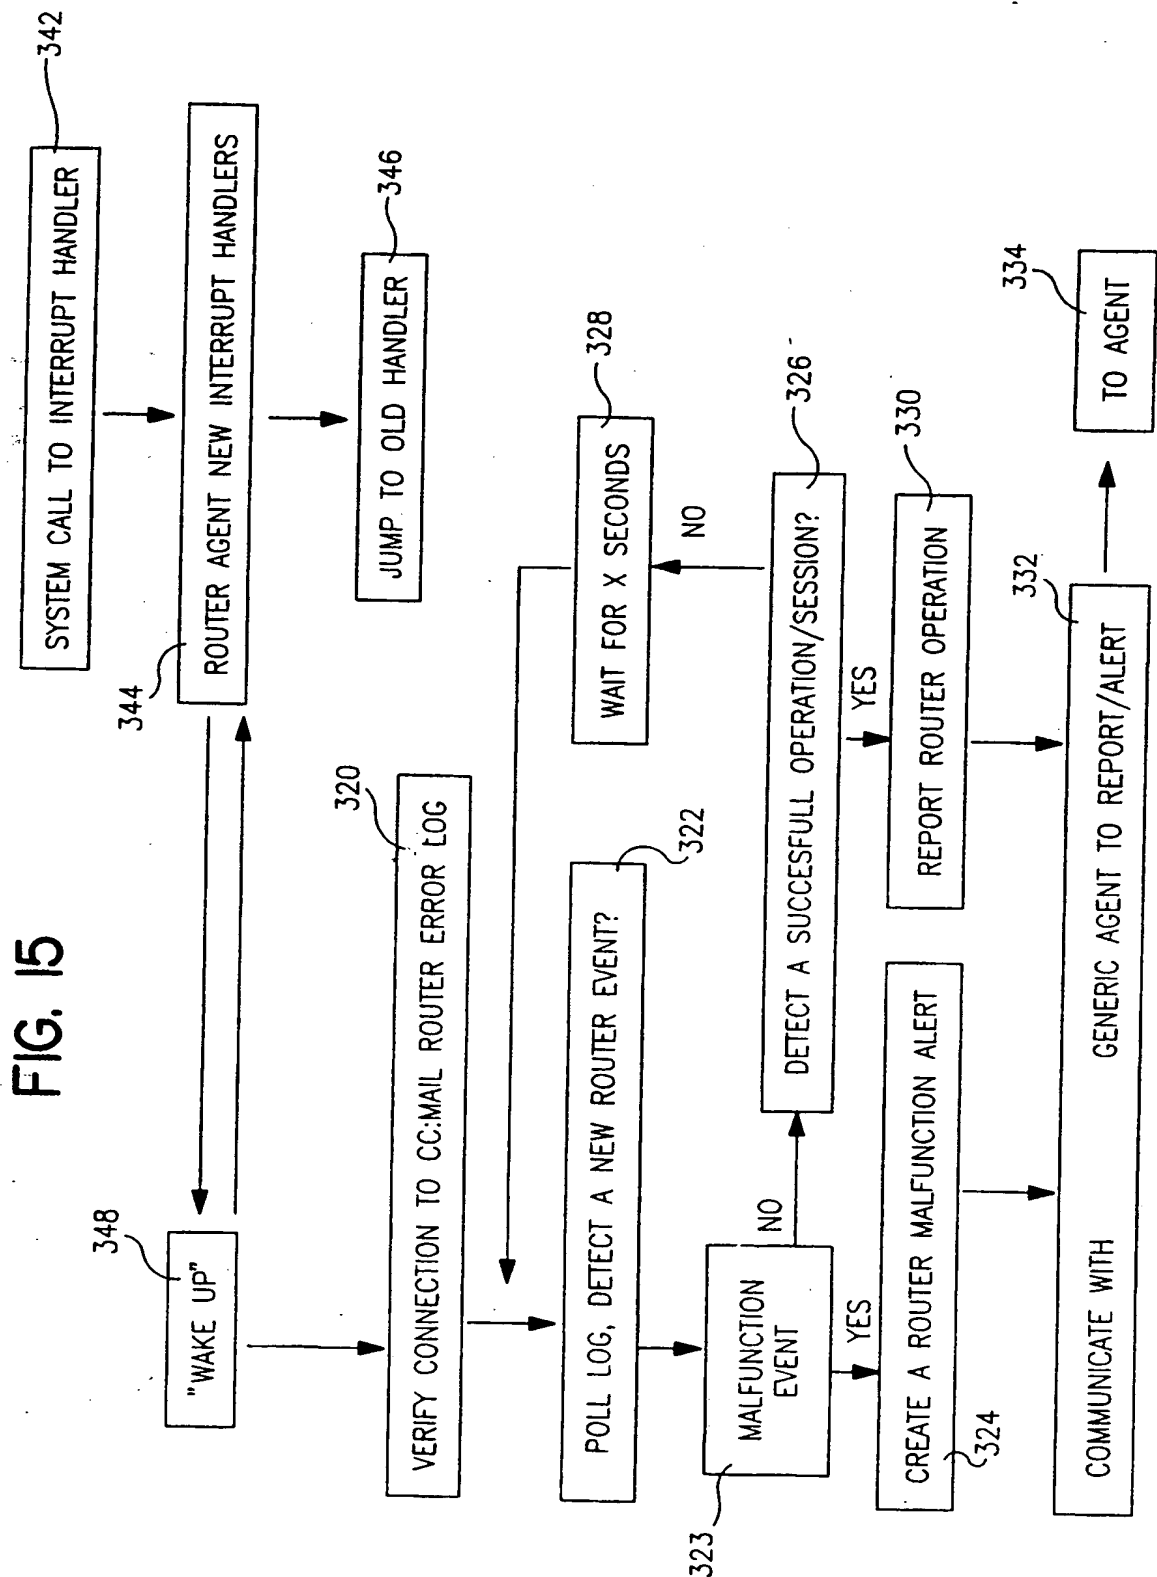 FIG. 15
342
SYSTEM CALL TO INTERRUPT HANDLER
344
ROUTER AGENT NEW INTERRUPT HANDLERS
348
"WAKE UP"
346
JUMP TO OLD HANDLER
320
VERIFY CONNECTION TO CC:MAIL ROUTER ERROR LOG
328
WAIT FOR X SECONDS
322
POLL LOG, DETECT A NEW ROUTER EVENT?
NO
323
MALFUNCTION
EVENT
NO
326
DETECT A SUCCESFULL OPERATION/SESSION?
YES
YES
324
CREATE A ROUTER MALFUNCTION ALERT
330
REPORT ROUTER OPERATION
332
COMMUNICATE WITH GENERIC AGENT TO REPORT/ALERT
334
TO AGENT